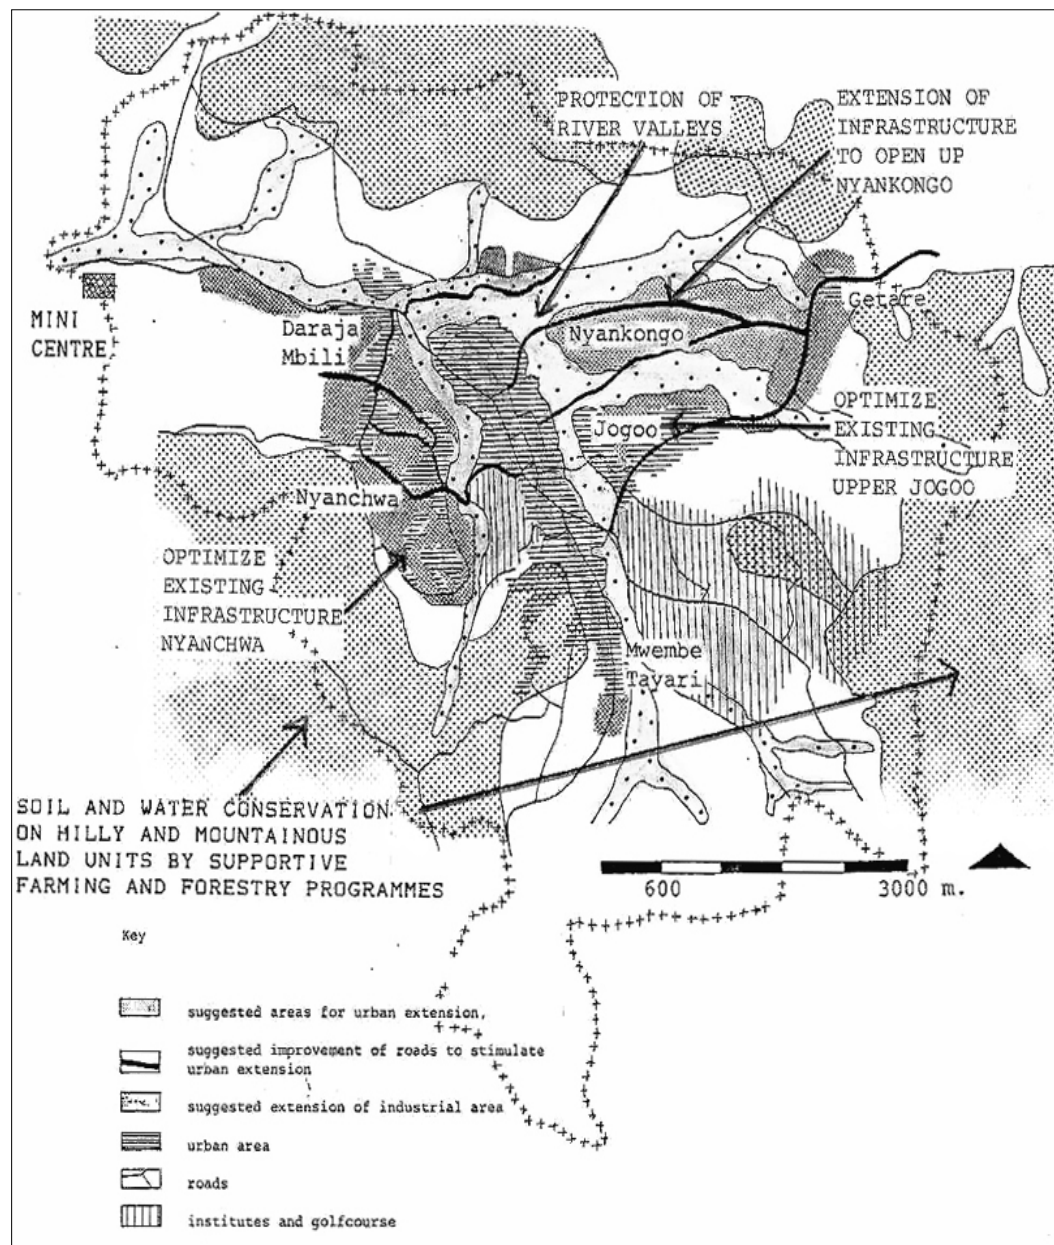 PROTECTION OF
RIVER VALLEYS
EXTENSION OF
INFRASTRUCTURE
TO OPEN UP
NYANKONGO
MINI
CENTRE
Daraja
Mbili
Nyankongo
Getare
Jogoo
OPTIMIZE
EXISTING
INFRASTRUCTURE
UPPER JOGOO
Nyanchwa
OPTIMIZE
EXISTING
INFRASTRUCTURE
NYANCHWA
Mwembe
Tayari
SOIL AND WATER CONSERVATION
ON HILLY AND MOUNTAINOUS
LAND UNITS BY SUPPORTIVE
FARMING AND FORESTRY PROGRAMMES
600 3000 m.
Key
suggested areas for urban extension,
suggested improvement of roads to stimulate
urban extension
suggested extension of industrial area
urban area
roads
institutes and golfcourse